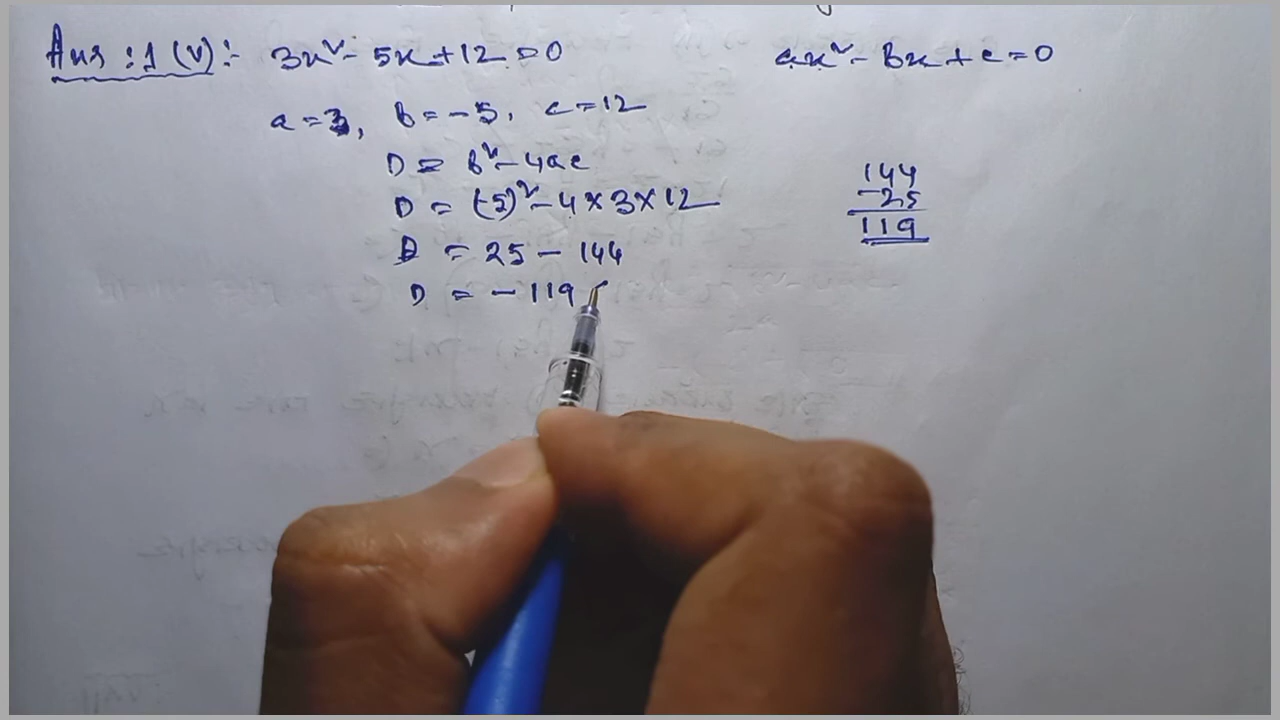 Ans : 1 (v) :- 3x² - 5x + 12 = 0
ax² - bx + c = 0
a = 3, b = -5, c = 12
D = b² - 4ac
D = (-5)² - 4 × 3 × 12
D = 25 - 144
D = - 119
144
-25
119